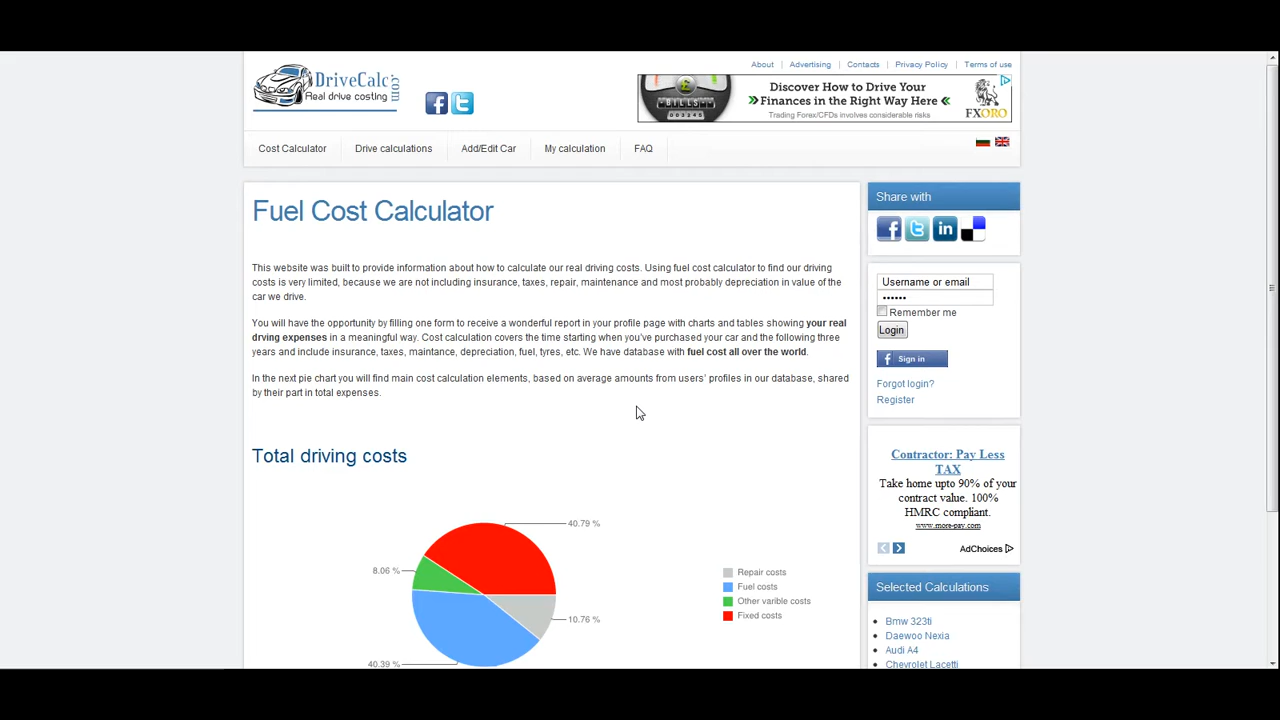 DriveCalc.com
Real drive costing
About | Advertising | Contacts | Privacy Policy | Terms of use
BILLS
Discover How to Drive Your
Finances in the Right Way Here
Trading Forex/CFDs involves considerable risks
FXORO
Cost Calculator
Drive calculations
Add/Edit Car
My calculation
FAQ
Fuel Cost Calculator
This website was built to provide information about how to calculate our real driving costs. Using fuel cost calculator to find our driving
costs is very limited, because we are not including insurance, taxes, repair, maintenance and most probably depreciation in value of the
car we drive.
You will have the opportunity by filling one form to receive a wonderful report in your profile page with charts and tables showing your real
drving expenses in a meaningful way. Cost calculation covers the time starting when you've purchased your car and the following three
years and include insurance, taxes, maintance, depreciation, fuel, tyres, etc. We have database with fuel cost all over the world.
In the next pie chart you will find main cost calculation elements, based on average amounts from users' profiles in our database, shared
by their part in total expenses.
Total driving costs
40.79 %
8.06 %
10.76 %
40.39 %
Repair costs
Fuel costs
Other varible costs
Fixed costs
Share with
Username or email
••••••
Remember me
Login
Sign in
Forgot login?
Register
Contractor: Pay Less
TAX
Take home upto 90% of your
contract value. 100%
HMRC compliant.
www.more-pay.com
AdChoices
Selected Calculations
Bmw 323ti
Daewoo Nexia
Audi A4
Chevrolet Lacetti